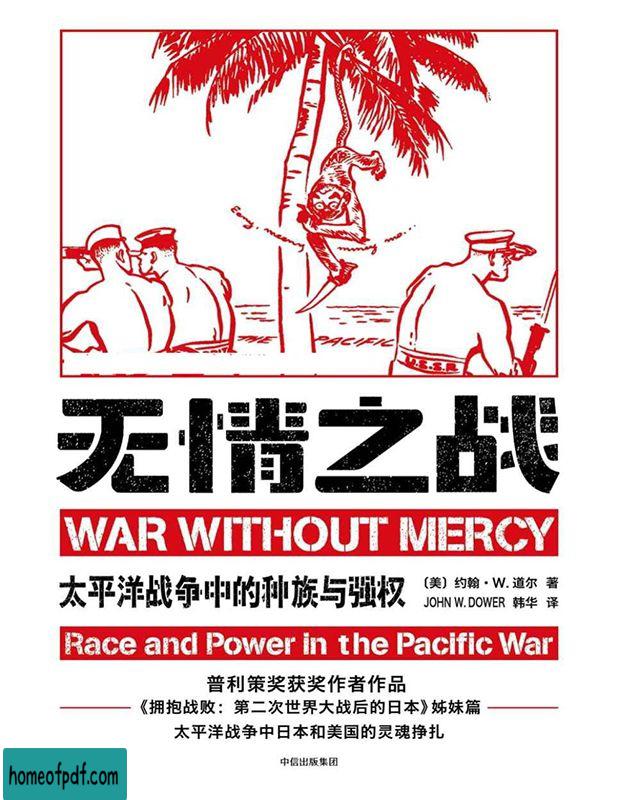 THE PACIFIC
U.S.S.R
无情之战
WAR WITHOUT MERCY
太平洋战争中的种族与强权
〔美〕约翰·W.道尔 著
JOHN W. DOWER 韩华 译
Race and Power in the Pacific War
普利策奖获奖作者作品
《拥抱战败：第二次世界大战后的日本》姊妹篇
太平洋战争中日本和美国的灵魂挣扎
中信出版集团
homeofpdf.com